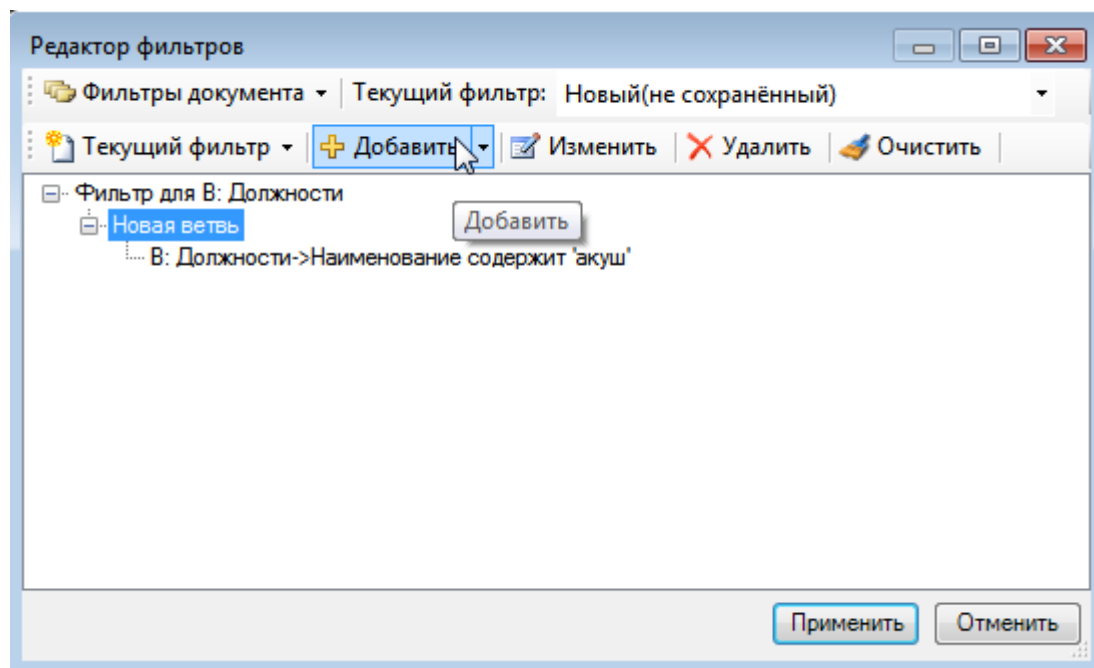 Редактор фильтров
Фильтры документа Текущий фильтр: Новый(не сохранённый)
Текущий фильтр Добавить Изменить Удалить Очистить
Фильтр для В: Должности
Новая ветвь
Добавить
В: Должности->Наименование содержит 'акуш'
Применить Отменить